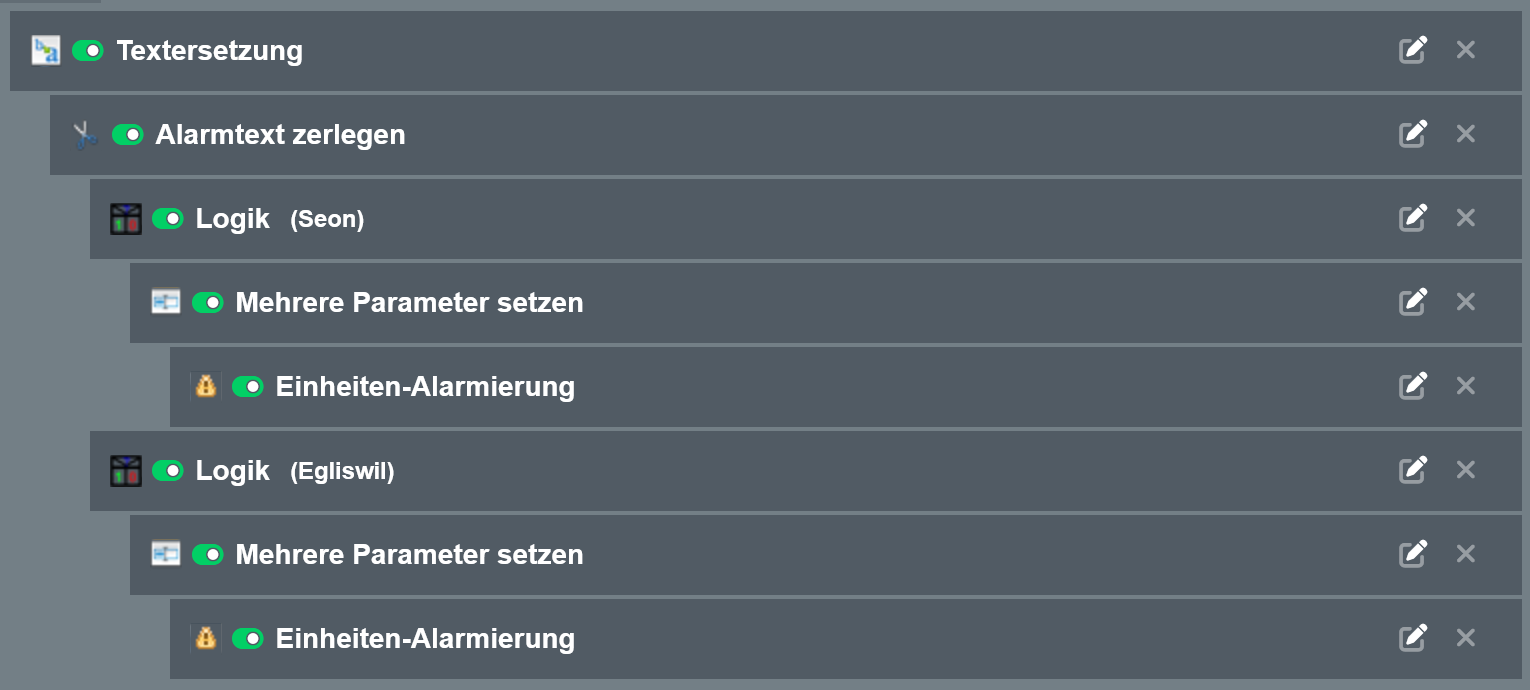 Textersetzung
Alarmtext zerlegen
Logik (Seon)
Mehrere Parameter setzen
Einheiten-Alarmierung
Logik (Egliswil)
Mehrere Parameter setzen
Einheiten-Alarmierung